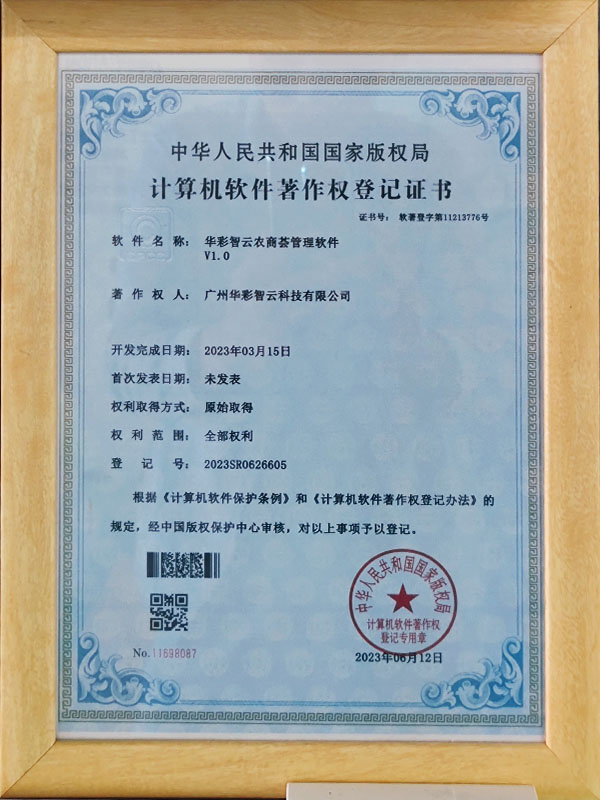 中华人民共和国国家版权局
计算机软件著作权登记证书
证书号： 软著登字第11213776号
软件名称： 华彩智云农商荟管理软件
V1.0
著作权人： 广州华彩智云科技有限公司
开发完成日期： 2023年03月15日
首次发表日期： 未发表
权利取得方式： 原始取得
权利范围： 全部权利
登记号： 2023SR0626605
根据《计算机软件保护条例》和《计算机软件著作权登记办法》的
规定，经中国版权保护中心审核，对以上事项予以登记。
中华人民共和国国家版权局
计算机软件著作权
登记专用章
No. 11698087
2023年06月12日